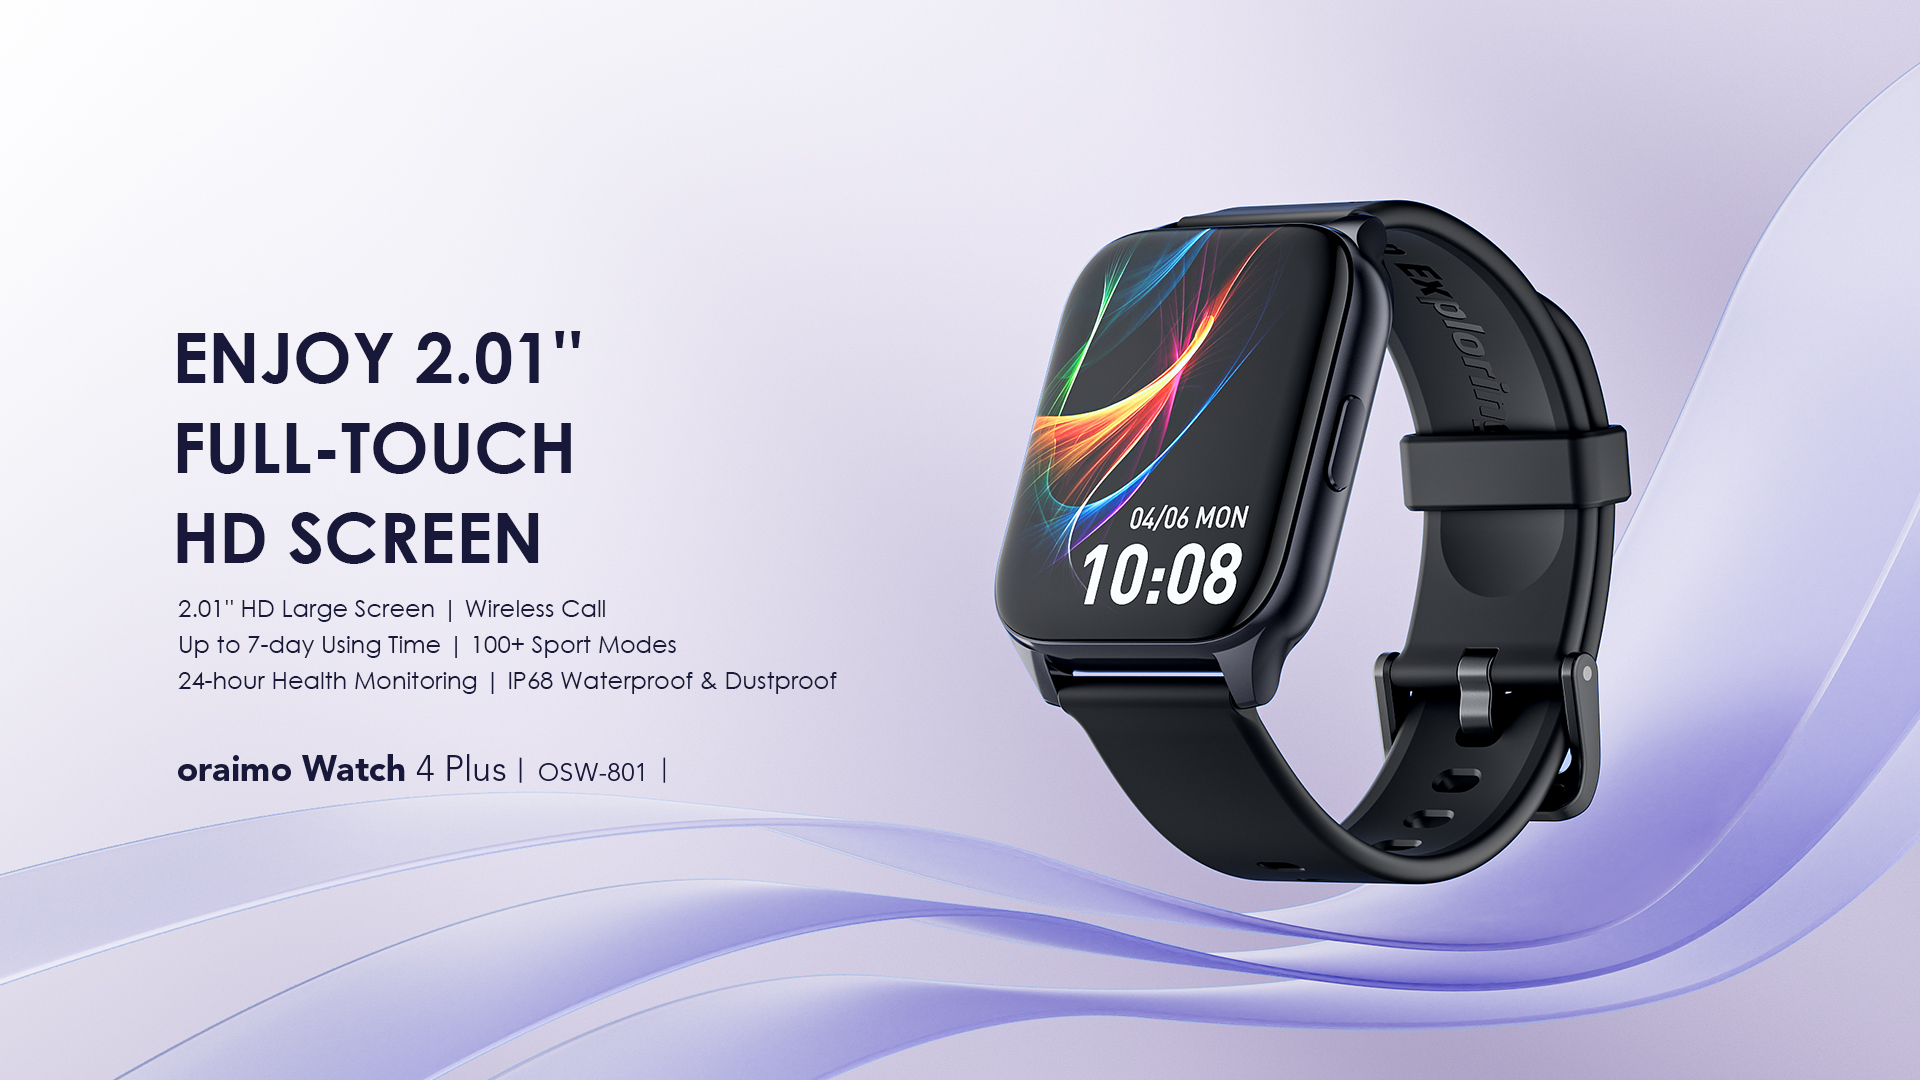 ENJOY 2.01"
FULL-TOUCH
HD SCREEN
2.01" HD Large Screen | Wireless Call
Up to 7-day Using Time | 100+ Sport Modes
24-hour Health Monitoring | IP68 Waterproof & Dustproof
oraimo Watch 4 Plus | OSW-801 |
04/06 MON
10:08